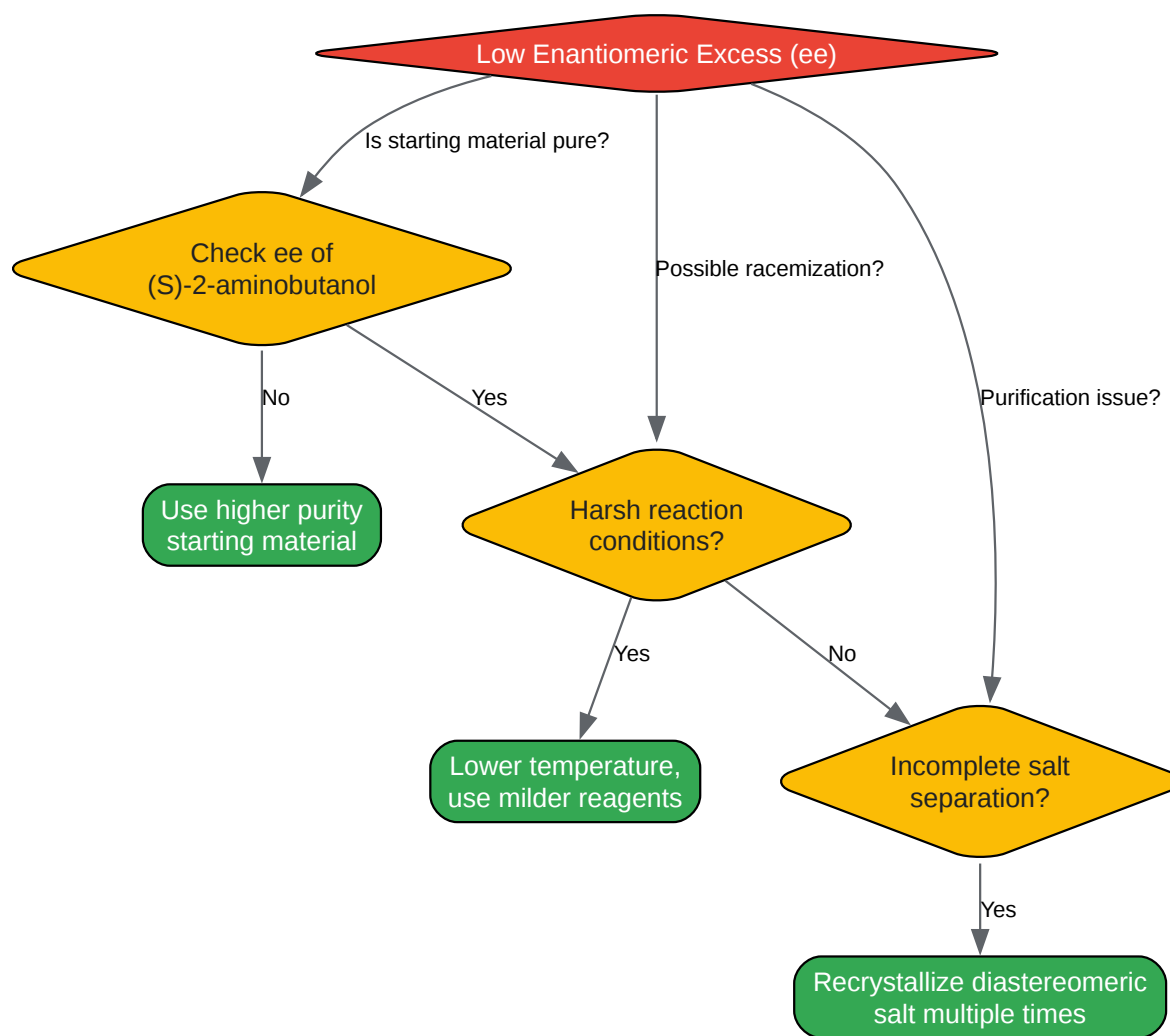 Low Enantiomeric Excess (ee)
Is starting material pure?
Check ee of
(S)-2-aminobutanol
Possible racemization?
Purification issue?
No
Yes
Use higher purity
starting material
Harsh reaction
conditions?
Yes
No
Lower temperature,
use milder reagents
Incomplete salt
separation?
Yes
Recrystallize diastereomeric
salt multiple times